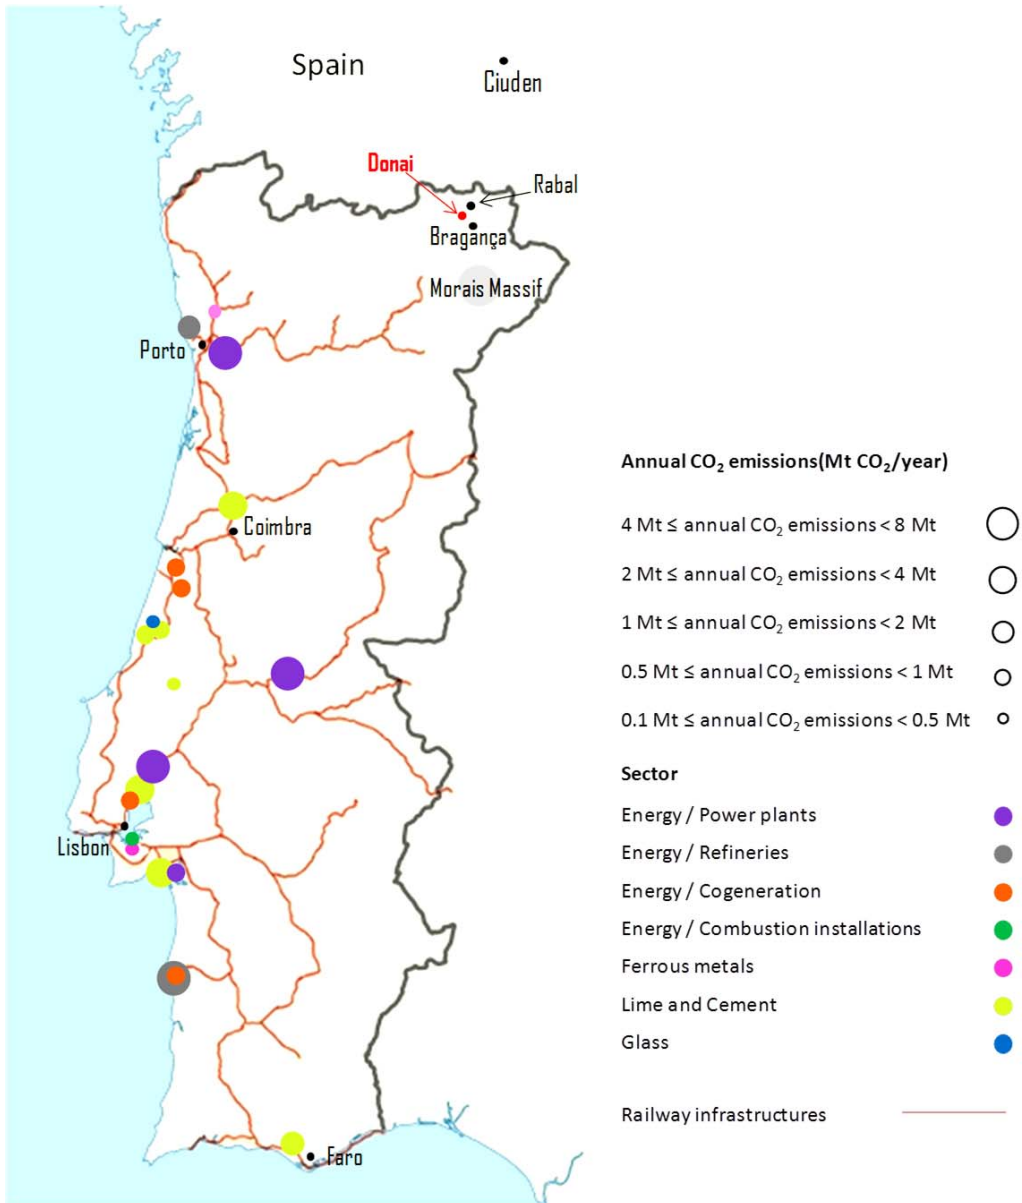 Spain
Ciuden
Donai
Rabal
Bragança
Morais Massif
Porto
Coimbra
Lisbon
Faro
Annual CO₂ emissions(Mt CO₂/year)
4 Mt ≤ annual CO₂ emissions < 8 Mt
2 Mt ≤ annual CO₂ emissions < 4 Mt
1 Mt ≤ annual CO₂ emissions < 2 Mt
0.5 Mt ≤ annual CO₂ emissions < 1 Mt
0.1 Mt ≤ annual CO₂ emissions < 0.5 Mt
Sector
Energy / Power plants
Energy / Refineries
Energy / Cogeneration
Energy / Combustion installations
Ferrous metals
Lime and Cement
Glass
Railway infrastructures